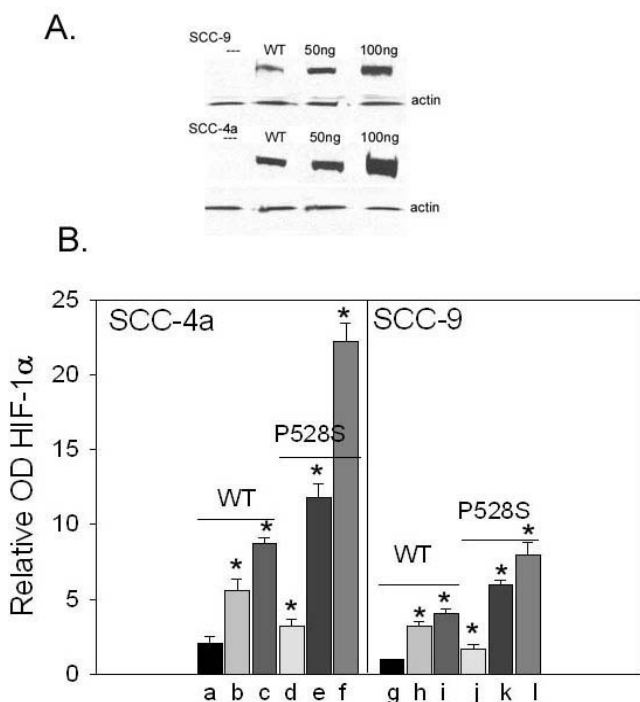 A.
SCC-9
--- WT 50ng 100ng
actin
SCC-4a
--- WT 50ng 100ng
actin
B.
Relative OD HIF-1α
25
20
15
10
5
0
SCC-4a SCC-9
*
P528S
*
WT
* * *
P528S
*
*
WT
* * *
a b c d e f g h i j k l